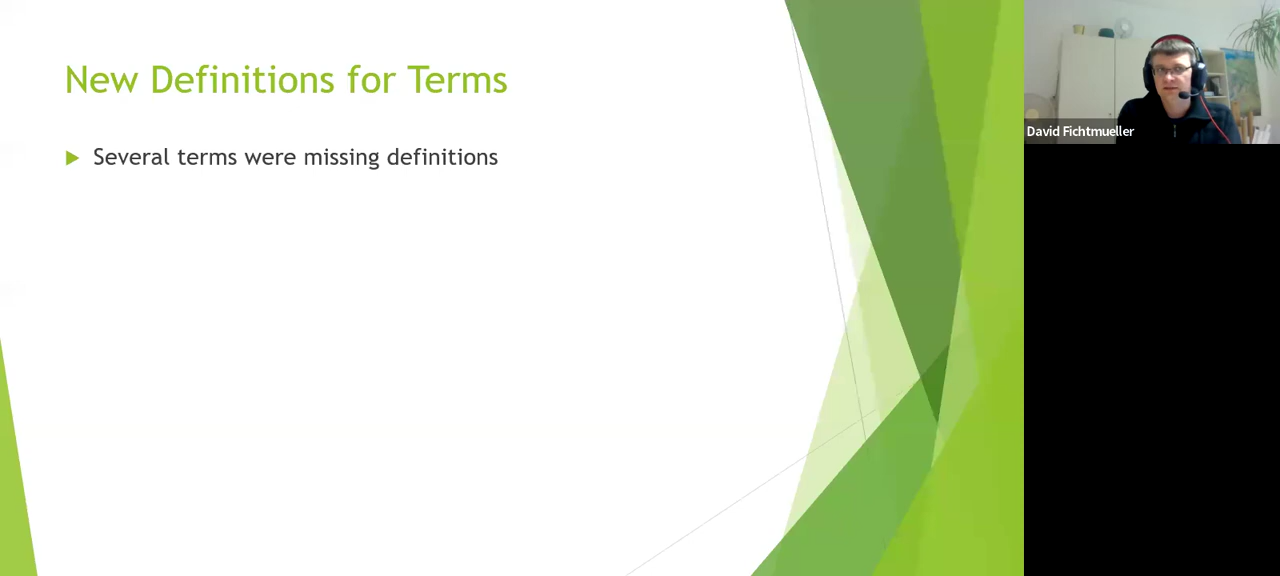 New Definitions for Terms
Several terms were missing definitions
David Fichtmueller